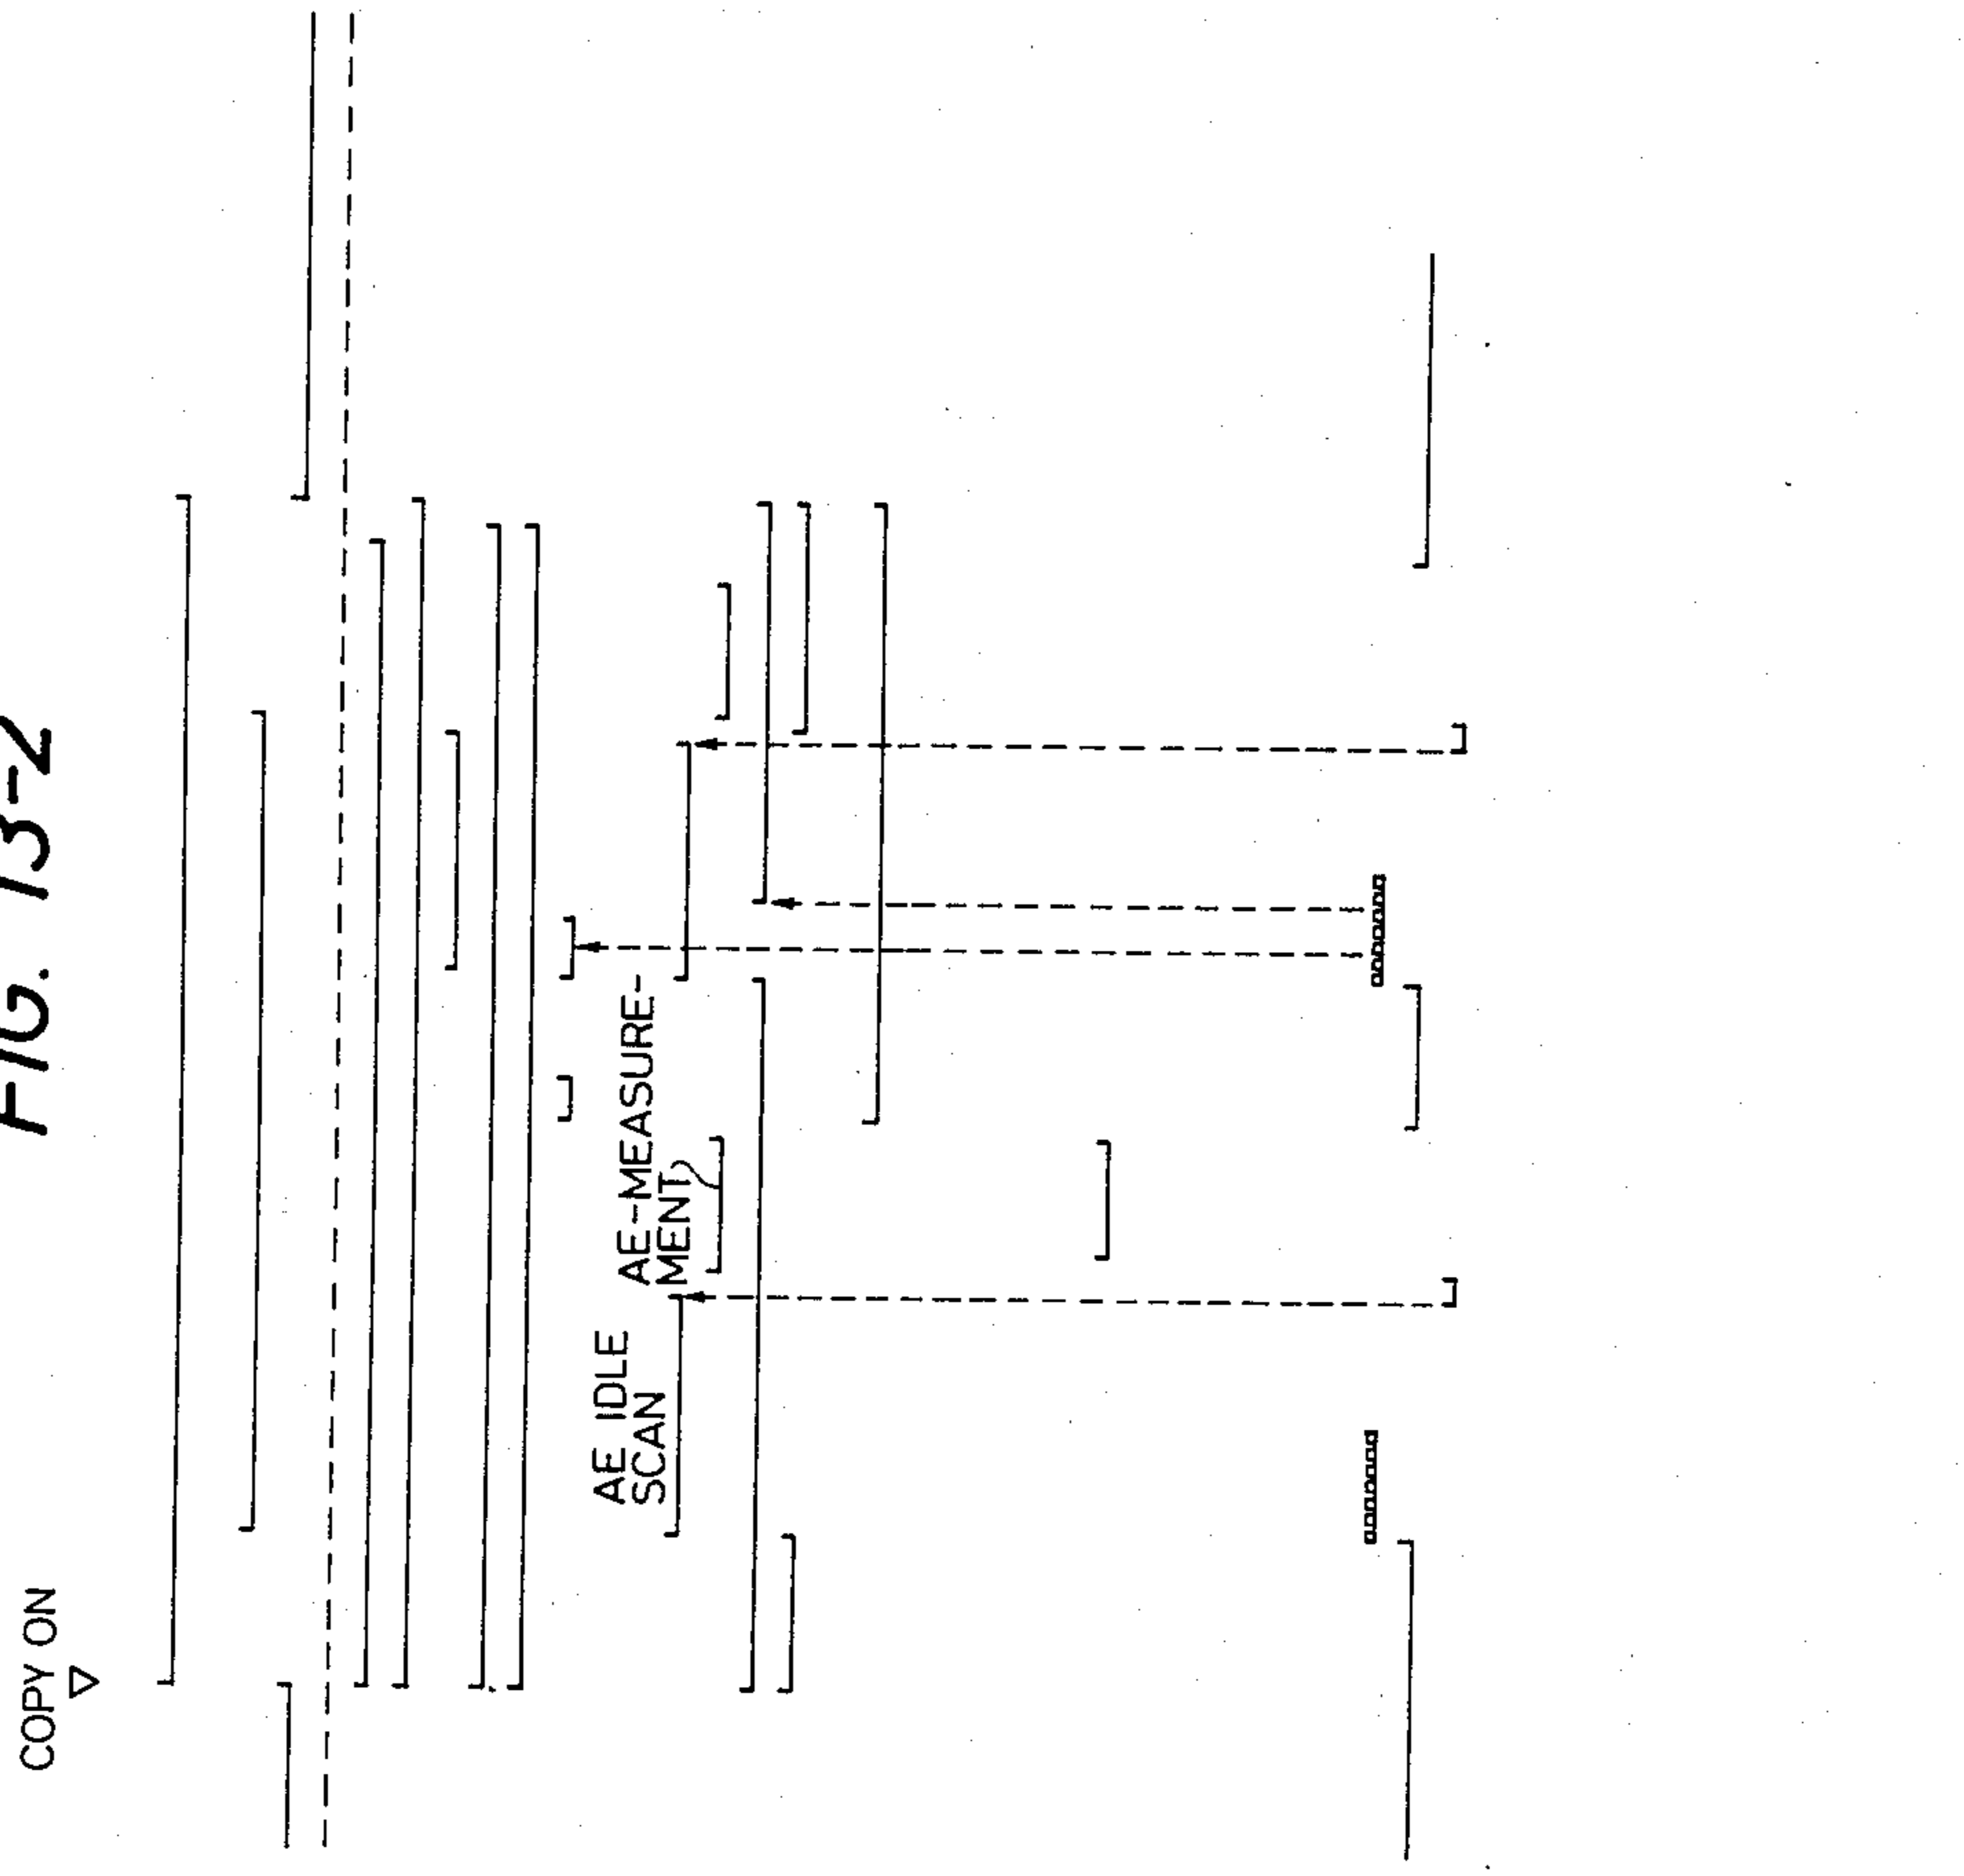 FIG. 13-2
COPY ON
AE IDLE
SCAN
AE-MEASURE-
MENT